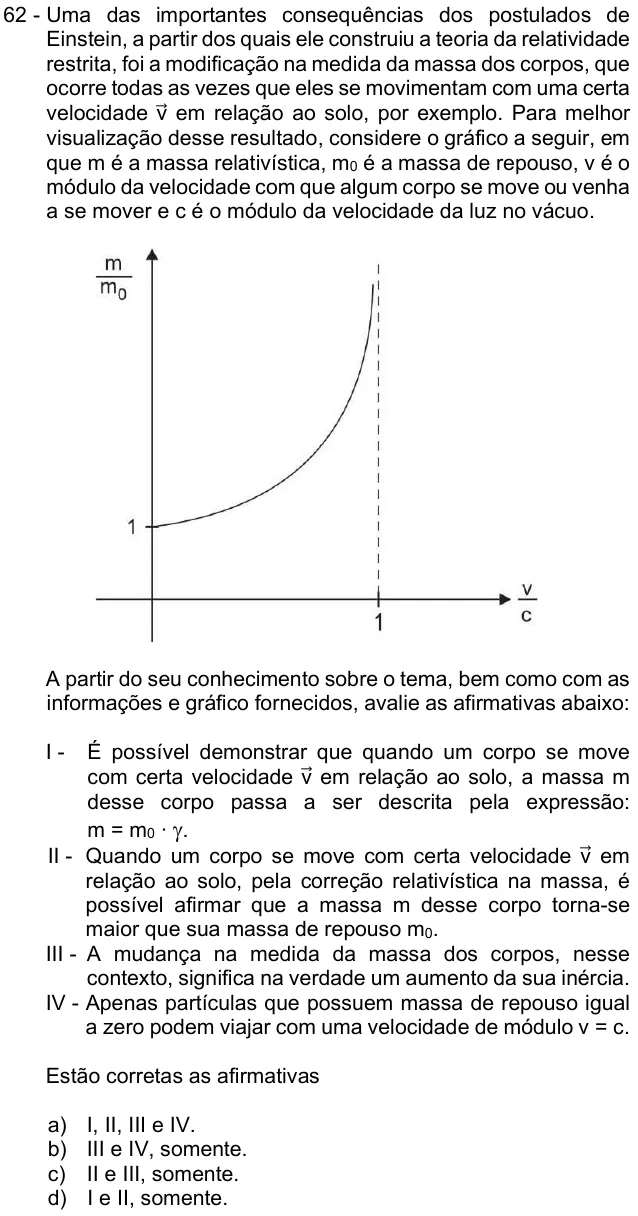 62 - Uma das importantes consequências dos postulados de
Einstein, a partir dos quais ele construiu a teoria da relatividade
restrita, foi a modificação na medida da massa dos corpos, que
ocorre todas as vezes que eles se movimentam com uma certa
velocidade v⃗ em relação ao solo, por exemplo. Para melhor
visualização desse resultado, considere o gráfico a seguir, em
que m é a massa relativística, m₀ é a massa de repouso, v é o
módulo da velocidade com que algum corpo se move ou venha
a se mover e c é o módulo da velocidade da luz no vácuo.
m
m₀
1
v
c
1
A partir do seu conhecimento sobre o tema, bem como com as
informações e gráfico fornecidos, avalie as afirmativas abaixo:
I - É possível demonstrar que quando um corpo se move
com certa velocidade v⃗ em relação ao solo, a massa m
desse corpo passa a ser descrita pela expressão:
m = m₀ · γ.
II - Quando um corpo se move com certa velocidade v⃗ em
relação ao solo, pela correção relativística na massa, é
possível afirmar que a massa m desse corpo torna-se
maior que sua massa de repouso m₀.
III - A mudança na medida da massa dos corpos, nesse
contexto, significa na verdade um aumento da sua inércia.
IV - Apenas partículas que possuem massa de repouso igual
a zero podem viajar com uma velocidade de módulo v = c.
Estão corretas as afirmativas
a) I, II, III e IV.
b) III e IV, somente.
c) II e III, somente.
d) I e II, somente.